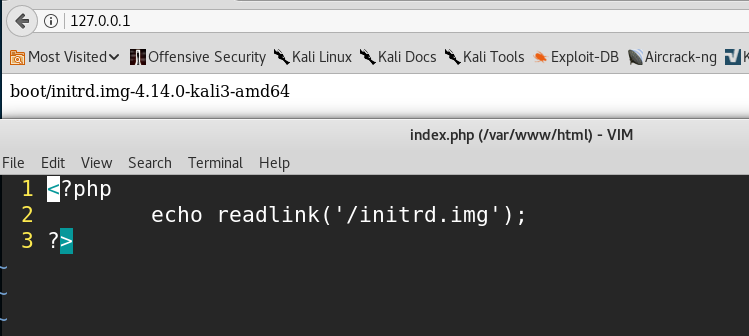 127.0.0.1
Most Visited Offensive Security Kali Linux Kali Docs Kali Tools Exploit-DB Aircrack-ng K
boot/initrd.img-4.14.0-kali3-amd64
index.php (/var/www/html) - VIM
File Edit View Search Terminal Help
1 <?php
2 echo readlink('/initrd.img');
3 ?>
~
~
~